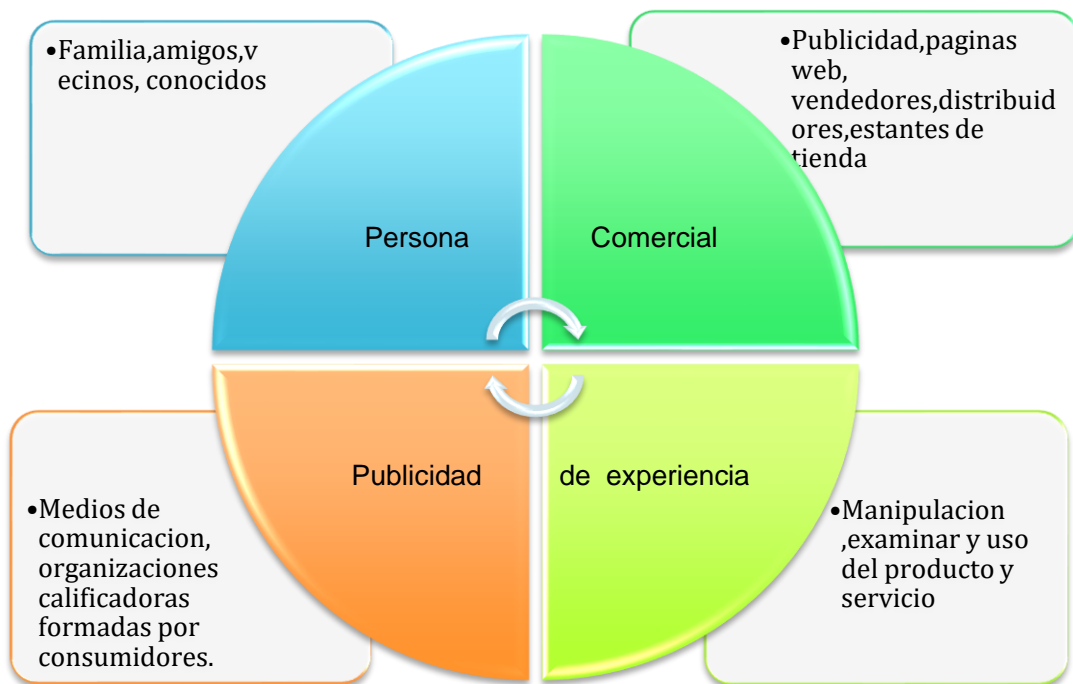 •Familia,amigos,v
ecinos, conocidos
•Publicidad,paginas
web,
vendedores,distribuid
ores,estantes de
tienda
Persona
Comercial
Publicidad
de experiencia
•Medios de
comunicacion,
organizaciones
calificadoras
formadas por
consumidores.
•Manipulacion
,examinar y uso
del producto y
servicio